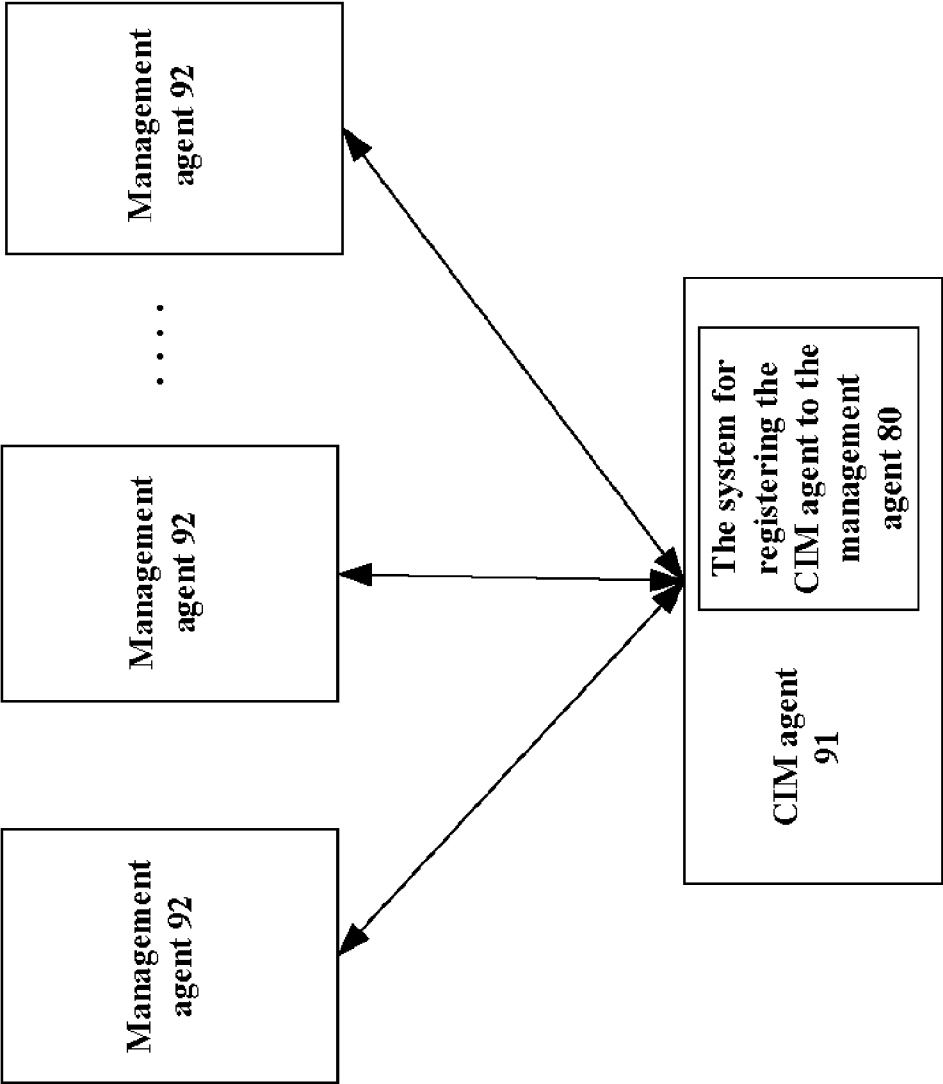 Management
agent 92
Management
agent 92
. . . .
Management
agent 92
CIM agent
91
The system for
registering the
CIM agent to the
management
agent 80